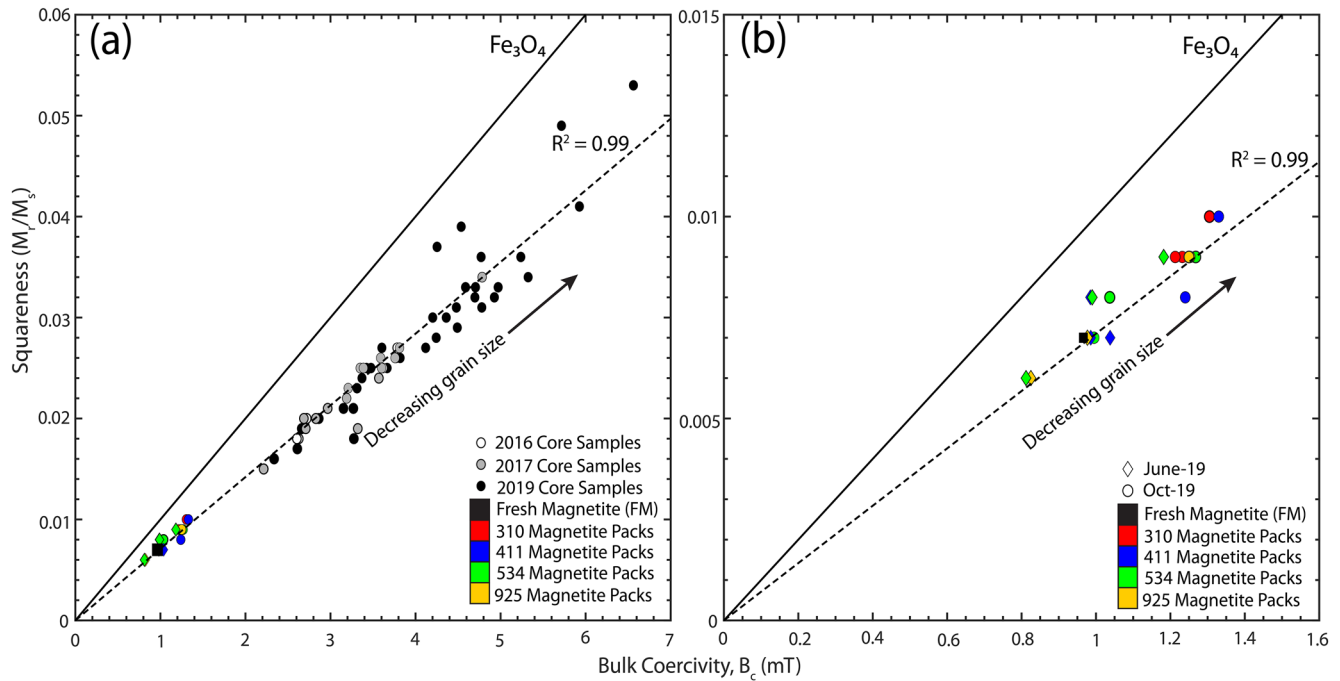 (a)
Fe₃O₄
R² = 0.99
Decreasing grain size
2016 Core Samples
2017 Core Samples
2019 Core Samples
Fresh Magnetite (FM)
310 Magnetite Packs
411 Magnetite Packs
534 Magnetite Packs
925 Magnetite Packs
0.06
0.05
0.04
0.03
0.02
0.01
0
Squareness (Mᵣ/Mₛ)
0 1 2 3 4 5 6 7
(b)
Fe₃O₄
R² = 0.99
Decreasing grain size
June-19
Oct-19
Fresh Magnetite (FM)
310 Magnetite Packs
411 Magnetite Packs
534 Magnetite Packs
925 Magnetite Packs
0.015
0.01
0.005
0
0 0.2 0.4 0.6 0.8 1 1.2 1.4 1.6
Bulk Coercivity, B_c (mT)